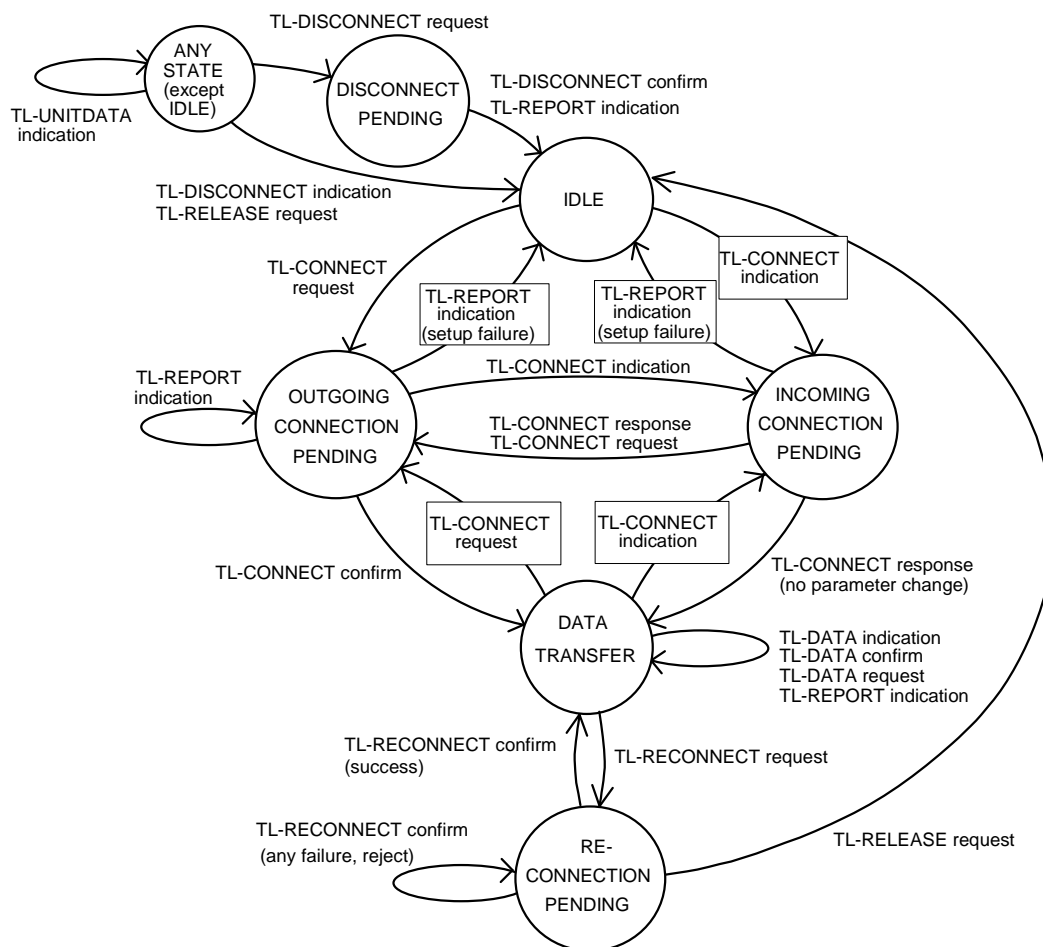 TL-DISCONNECT request
ANY
STATE
(except
IDLE)
TL-UNITDATA
indication
DISCONNECT
PENDING
TL-DISCONNECT confirm
TL-REPORT indication
TL-DISCONNECT indication
TL-RELEASE request
IDLE
TL-CONNECT
request
TL-REPORT
indication
(setup failure)
TL-REPORT
indication
(setup failure)
TL-CONNECT
indication
TL-REPORT
indication
OUTGOING
CONNECTION
PENDING
TL-CONNECT indication
TL-CONNECT response
TL-CONNECT request
INCOMING
CONNECTION
PENDING
TL-CONNECT
request
TL-CONNECT
indication
TL-CONNECT confirm
TL-CONNECT response
(no parameter change)
DATA
TRANSFER
TL-DATA indication
TL-DATA confirm
TL-DATA request
TL-REPORT indication
TL-RECONNECT confirm
(success)
TL-RECONNECT request
TL-RECONNECT confirm
(any failure, reject)
RE-
CONNECTION
PENDING
TL-RELEASE request